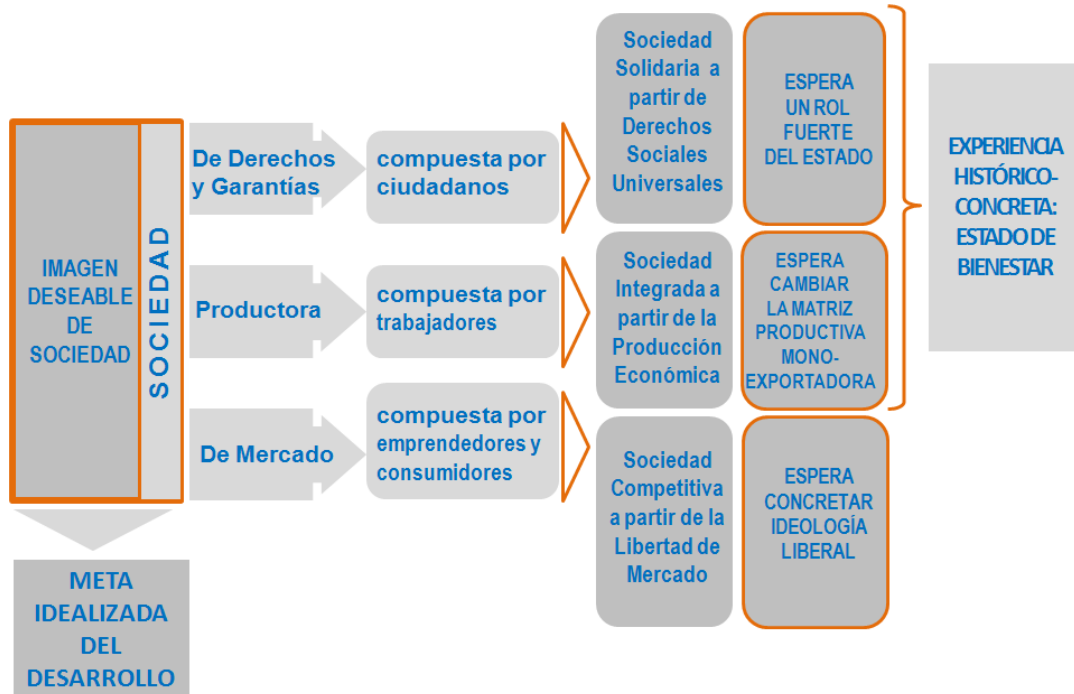 IMAGEN
DESEABLE
DE
SOCIEDAD
SOCIEDAD
META
IDEALIZADA
DEL
DESARROLLO
De Derechos
y Garantías
compuesta por
ciudadanos
Sociedad
Solidaria a
partir de
Derechos
Sociales
Universales
ESPERA
UN ROL
FUERTE
DEL ESTADO
Productora
compuesta por
trabajadores
Sociedad
Integrada a
partir de la
Producción
Económica
ESPERA
CAMBIAR
LA MATRIZ
PRODUCTIVA
MONO-
EXPORTADORA
De Mercado
compuesta por
emprendedores y
consumidores
Sociedad
Competitiva
a partir de la
Libertad de
Mercado
ESPERA
CONCRETAR
IDEOLOGÍA
LIBERAL
EXPERIENCIA
HISTÓRICO-
CONCRETA:
ESTADO DE
BIENESTAR